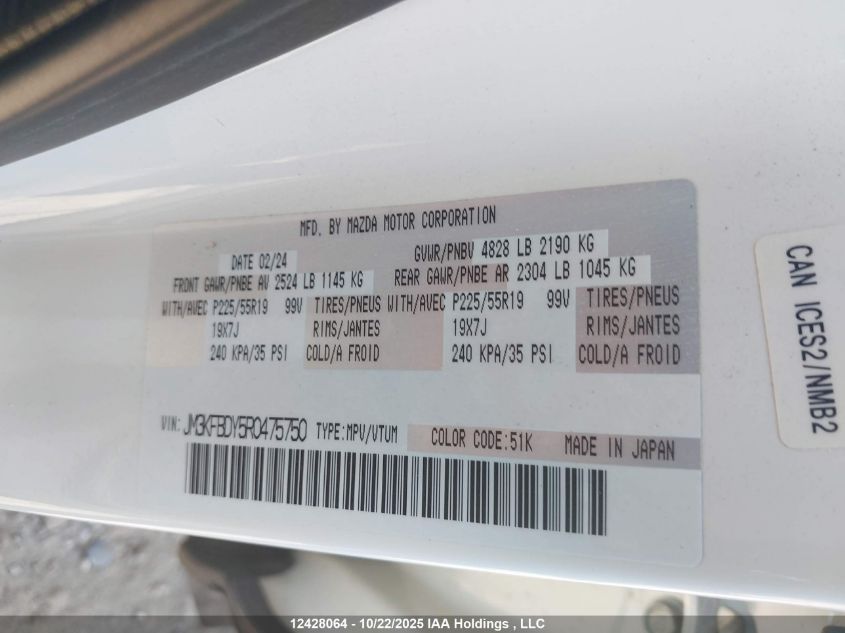 MFD. BY MAZDA MOTOR CORPORATION
DATE 02/24 GVWR/PNBV 4828 LB 2190 KG
FRONT GAWR/PNBE AV 2524 LB 1145 KG REAR GAWR/PNBE AR 2304 LB 1045 KG
WITH/AVEC P225/55R19 99V TIRES/PNEUS WITH/AVEC P225/55R19 99V TIRES/PNEUS
19X7J RIMS/JANTES 19X7J RIMS/JANTES
240 KPA/35 PSI COLD/A FROID 240 KPA/35 PSI COLD/A FROID
VIN: JM3KFBDY5R0475750 TYPE:MPV/VTUM COLOR CODE:51K MADE IN JAPAN
CAN ICES2/NMB2
12428064 - 10/22/2025 IAA Holdings , LLC